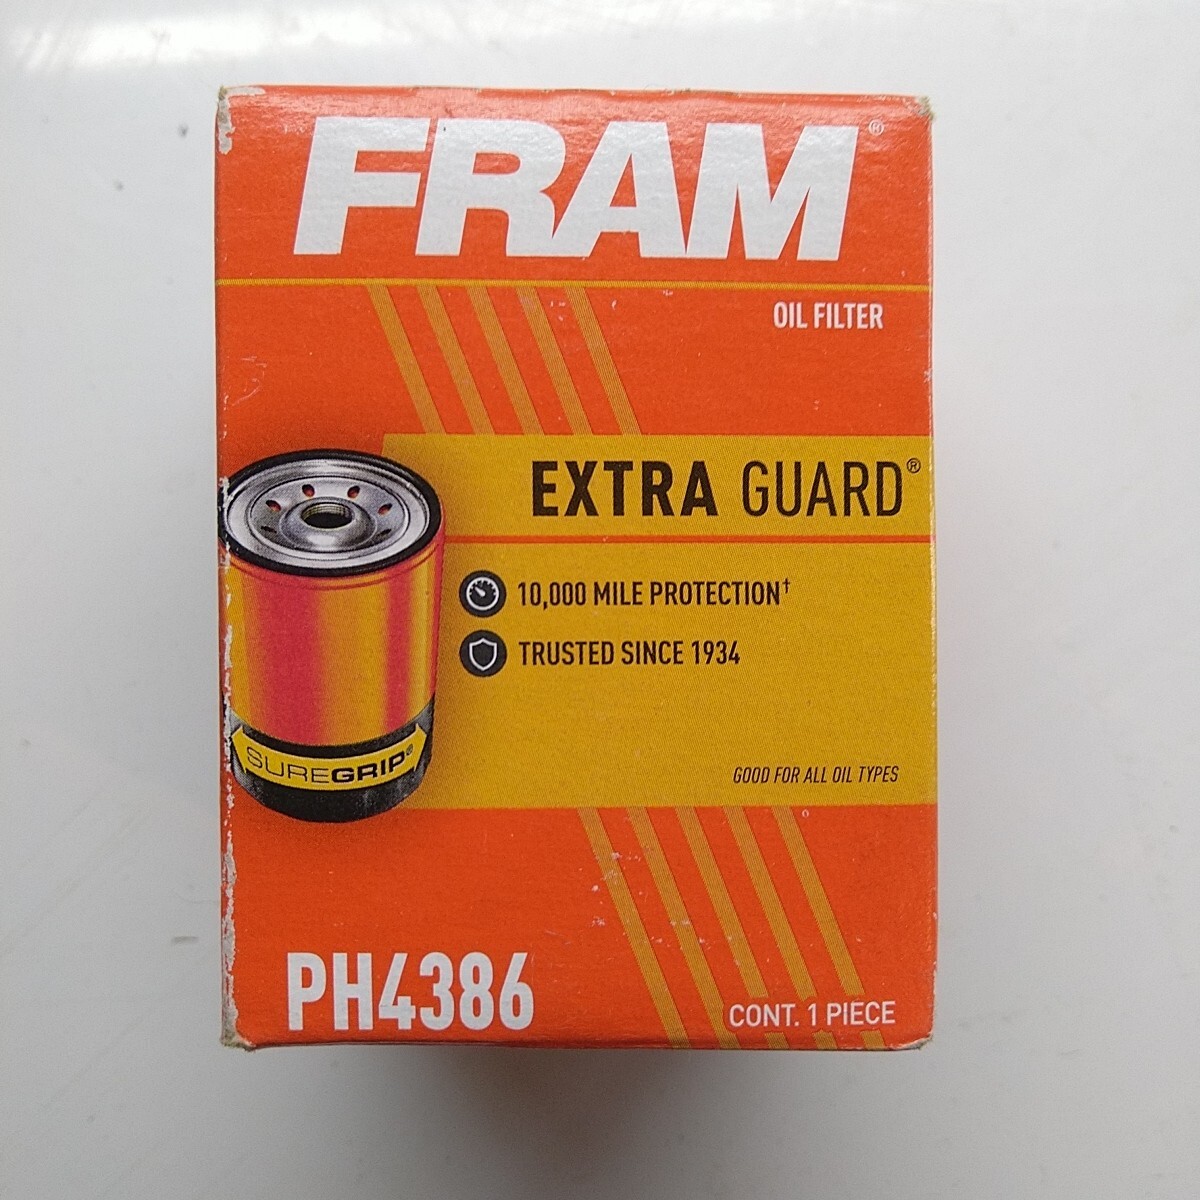 FRAM®
OIL FILTER
EXTRA GUARD®
10,000 MILE PROTECTION†
TRUSTED SINCE 1934
SUREGRIP®
GOOD FOR ALL OIL TYPES
PH4386
CONT. 1 PIECE